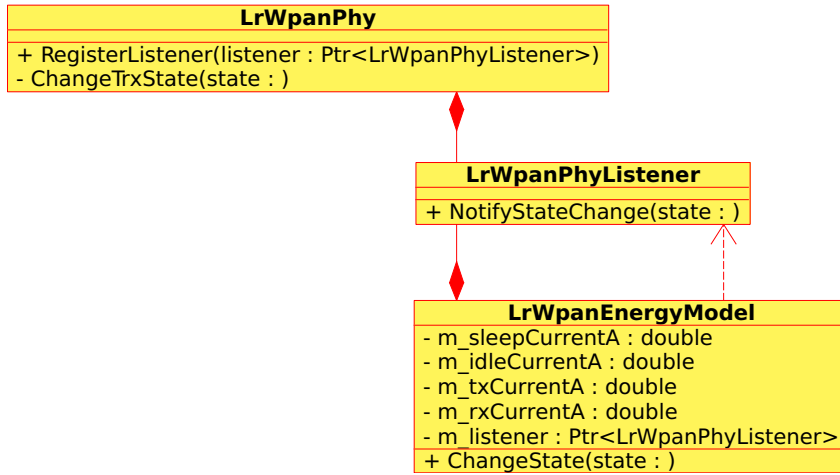 LrWpanPhy
+ RegisterListener(listener : Ptr<LrWpanPhyListener>)
- ChangeTrxState(state : )
LrWpanPhyListener
+ NotifyStateChange(state : )
LrWpanEnergyModel
- m_sleepCurrentA : double
- m_idleCurrentA : double
- m_txCurrentA : double
- m_rxCurrentA : double
- m_listener : Ptr<LrWpanPhyListener>
+ ChangeState(state : )